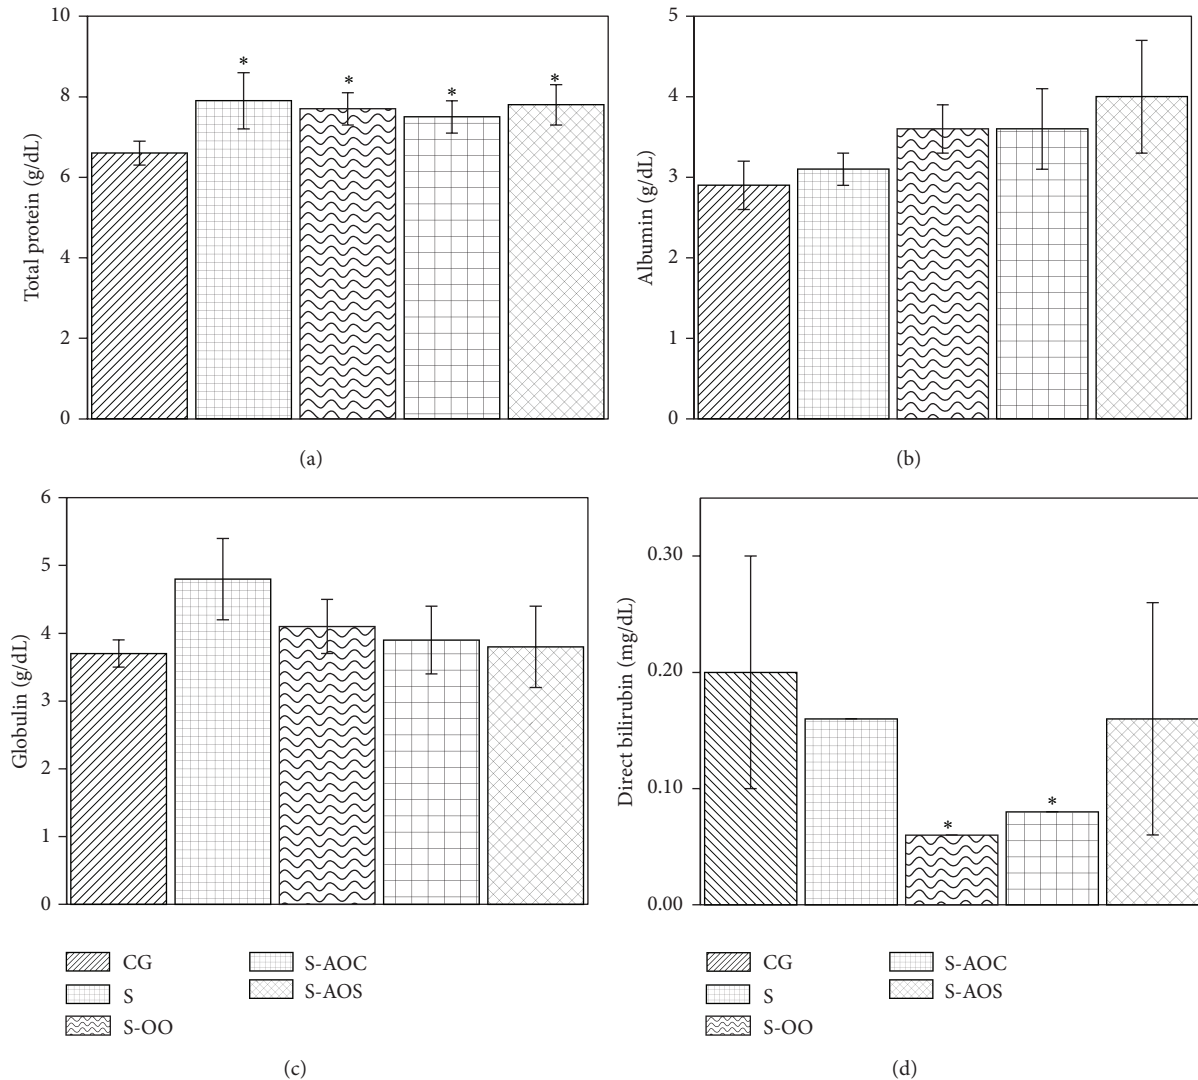 10
8
6
4
2
0
Total protein (g/dL)
* * * *
(a)
5
4
3
2
1
0
Albumin (g/dL)
(b)
6
5
4
3
2
1
0
Globulin (g/dL)
CG
S
S-OO
S-AOC
S-AOS
(c)
0.30
0.20
0.10
0.00
Direct bilirubin (mg/dL)
* *
CG
S
S-OO
S-AOC
S-AOS
(d)